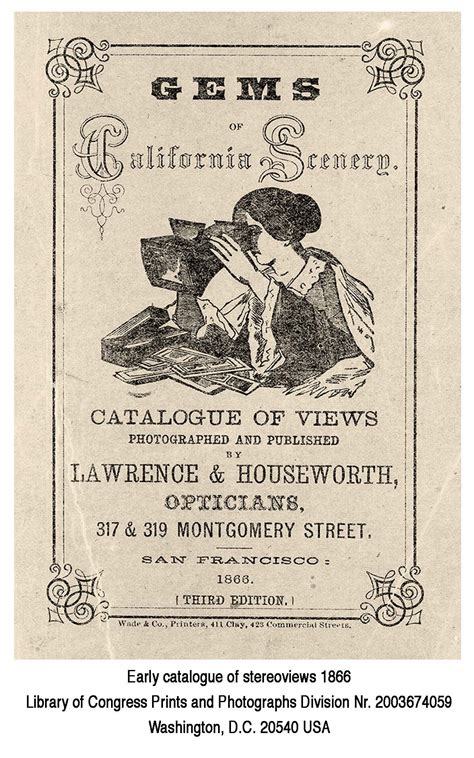 GEMS
OF
California Scenery.
CATALOGUE OF VIEWS
PHOTOGRAPHED AND PUBLISHED
BY
LAWRENCE & HOUSEWORTH,
OPTICIANS,
317 & 319 MONTGOMERY STREET.
SAN FRANCISCO:
1866.
[THIRD EDITION.]
Wade & Co., Printers, 411 Clay, 423 Commercial Streets.
Early catalogue of stereoviews 1866
Library of Congress Prints and Photographs Division Nr. 2003674059
Washington, D.C. 20540 USA